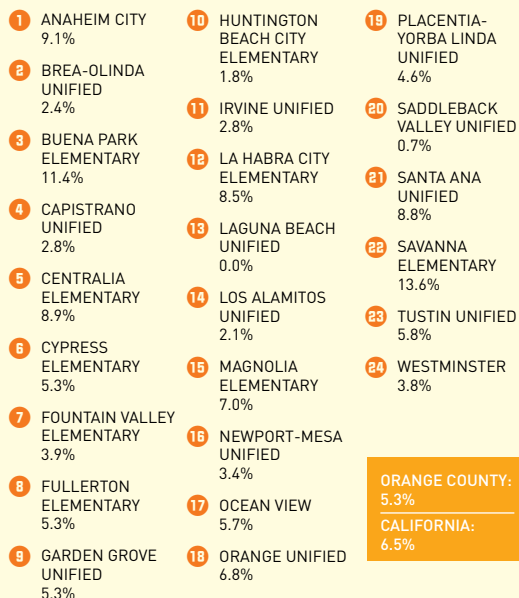 1 ANAHEIM CITY
9.1%
2 BREA-OLINDA
UNIFIED
2.4%
3 BUENA PARK
ELEMENTARY
11.4%
4 CAPISTRANO
UNIFIED
2.8%
5 CENTRALIA
ELEMENTARY
8.9%
6 CYPRESS
ELEMENTARY
5.3%
7 FOUNTAIN VALLEY
ELEMENTARY
3.9%
8 FULLERTON
ELEMENTARY
5.3%
9 GARDEN GROVE
UNIFIED
5.3%
10 HUNTINGTON
BEACH CITY
ELEMENTARY
1.8%
11 IRVINE UNIFIED
2.8%
12 LA HABRA CITY
ELEMENTARY
8.5%
13 LAGUNA BEACH
UNIFIED
0.0%
14 LOS ALAMITOS
UNIFIED
2.1%
15 MAGNOLIA
ELEMENTARY
7.0%
16 NEWPORT-MESA
UNIFIED
3.4%
17 OCEAN VIEW
5.7%
18 ORANGE UNIFIED
6.8%
19 PLACENTIA-
YORBA LINDA
UNIFIED
4.6%
20 SADDLEBACK
VALLEY UNIFIED
0.7%
21 SANTA ANA
UNIFIED
8.8%
22 SAVANNA
ELEMENTARY
13.6%
23 TUSTIN UNIFIED
5.8%
24 WESTMINSTER
3.8%
ORANGE COUNTY:
5.3%
CALIFORNIA:
6.5%